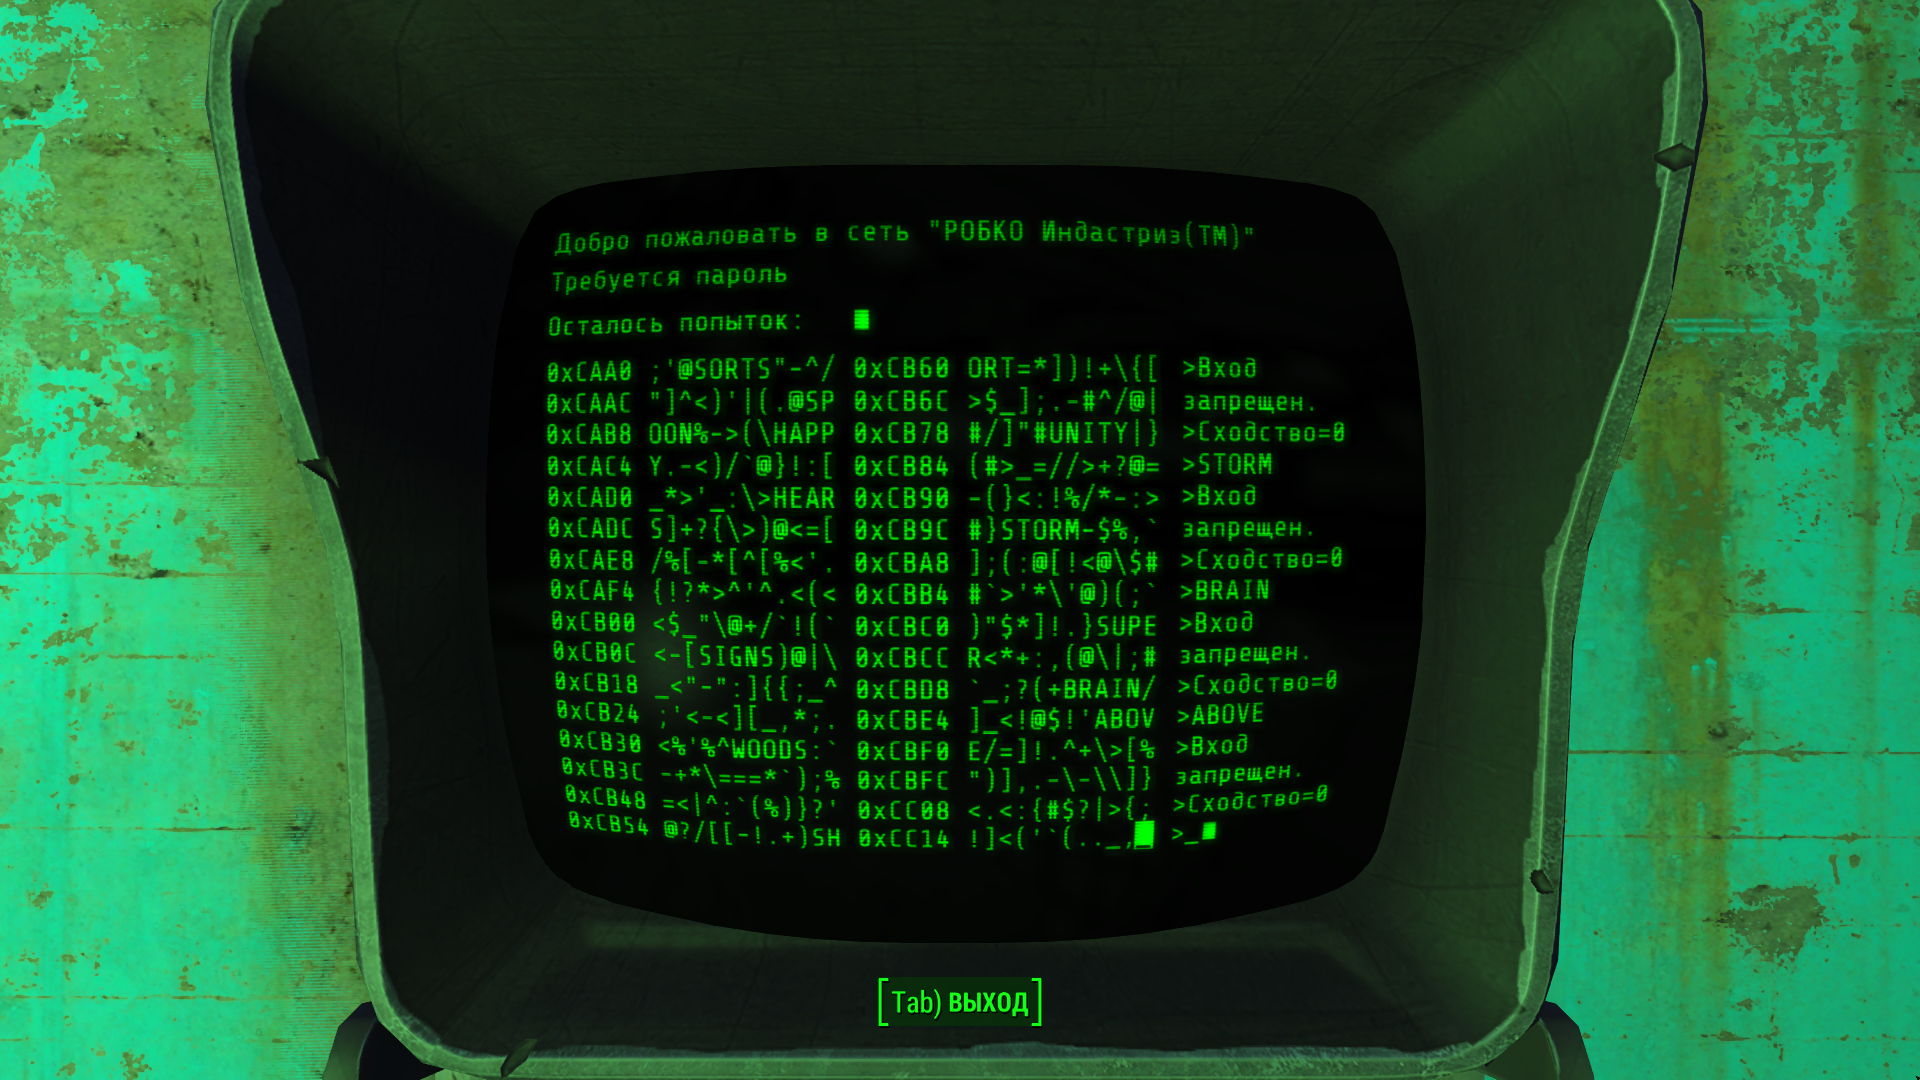 Добро пожаловать в сеть "РОБКО Индастриз(ТМ)"
Требуется пароль
Осталось попыток:
0xCAA0 ;'@SORTS"-^/ 0xCB60 ORT=*])!+\{[ >Вход
0xCAAC "]^<)'|(.@SP 0xCB6C >$_];.-#^/@| запрещен.
0xCAB8 OON%->(\HAPP 0xCB78 #/]"#UNITY|} >Сходство=0
0xCAC4 Y.-<)/`@}!:[ 0xCB84 (#>_=//>+?@= >STORM
0xCAD0 _*>'_:\>HEAR 0xCB90 -{}<:!%/*-:> >Вход
0xCADC S]+?{\>)@<=[ 0xCB9C #}STORM-$%,` запрещен.
0xCAE8 /%[-*[^[%<'. 0xCBA8 ];(:@[!<@\$# >Сходство=0
0xCAF4 {!?*>^'^.<(< 0xCBB4 #`>'*\'@)(;` >BRAIN
0xCB00 <$_"\@+/`!(` 0xCBC0 )"$*]!.}SUPE >Вход
0xCB0C <-[SIGNS)@|\ 0xCBCC R<*+:,(@\|;# запрещен.
0xCB18 _<"-":]{{;_^ 0xCBD8 `_;?(+BRAIN/ >Сходство=0
0xCB24 ;'<-<][_,*;. 0xCBE4 ]_<!@$!'ABOV >ABOVE
0xCB30 <%'%^WOODS:` 0xCBF0 E/=]!.^+\>[% >Вход
0xCB3C -+*\===*`);% 0xCBFC ")],.-\-\\]} запрещен.
0xCB48 =<|^:`(%)}?' 0xCC08 <.<:{#$?|>{; >Сходство=0
0xCB54 @?/[[-!.+)SH 0xCC14 !]<('`(.._, >_
Tab) ВЫХОД